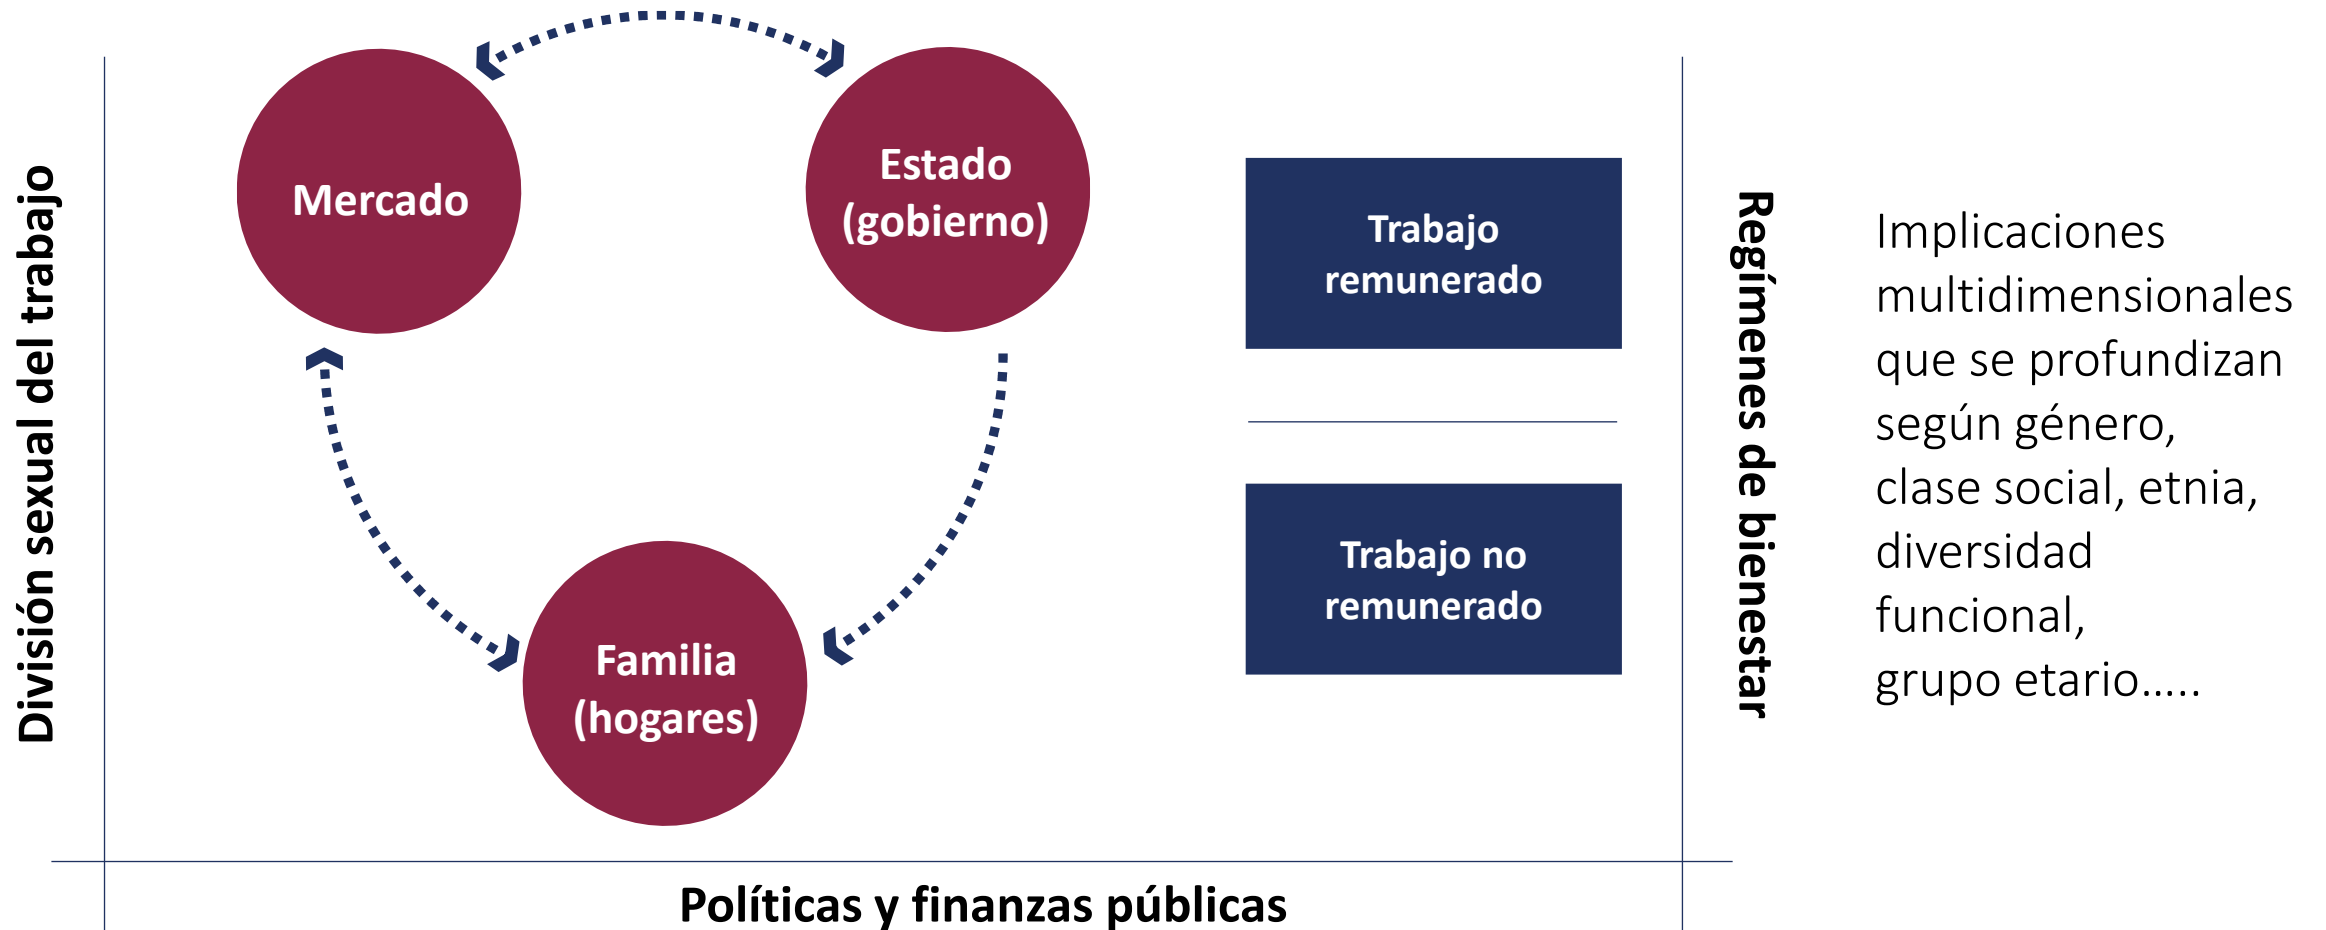 División sexual del trabajo
Mercado
Estado
(gobierno)
Familia
(hogares)
Trabajo
remunerado
Trabajo no
remunerado
Regímenes de bienestar
Implicaciones
multidimensionales
que se profundizan
según género,
clase social, etnia,
diversidad
funcional,
grupo etario.....
Políticas y finanzas públicas